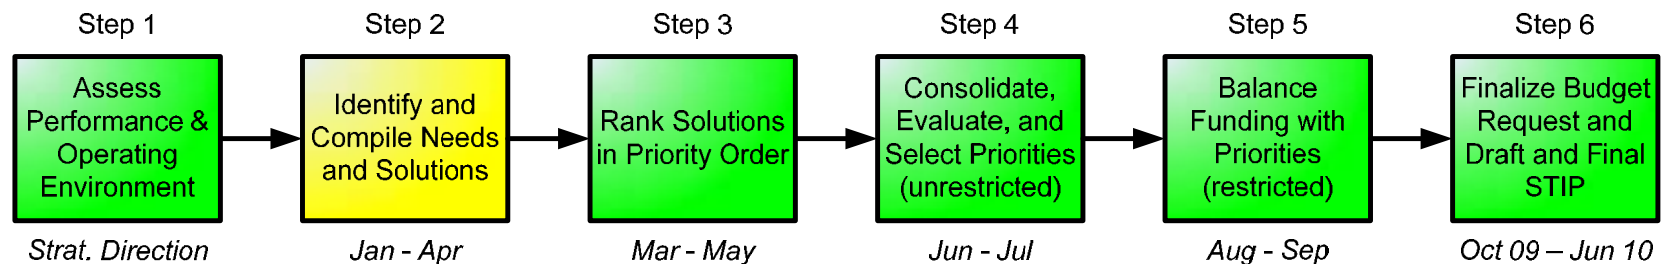 Step 1
Step 2
Step 3
Step 4
Step 5
Step 6
Assess
Performance &
Operating
Environment
Identify and
Compile Needs
and Solutions
Rank Solutions
in Priority Order
Consolidate,
Evaluate, and
Select Priorities
(unrestricted)
Balance
Funding with
Priorities
(restricted)
Finalize Budget
Request and
Draft and Final
STIP
Strat. Direction
Jan - Apr
Mar - May
Jun - Jul
Aug - Sep
Oct 09 – Jun 10